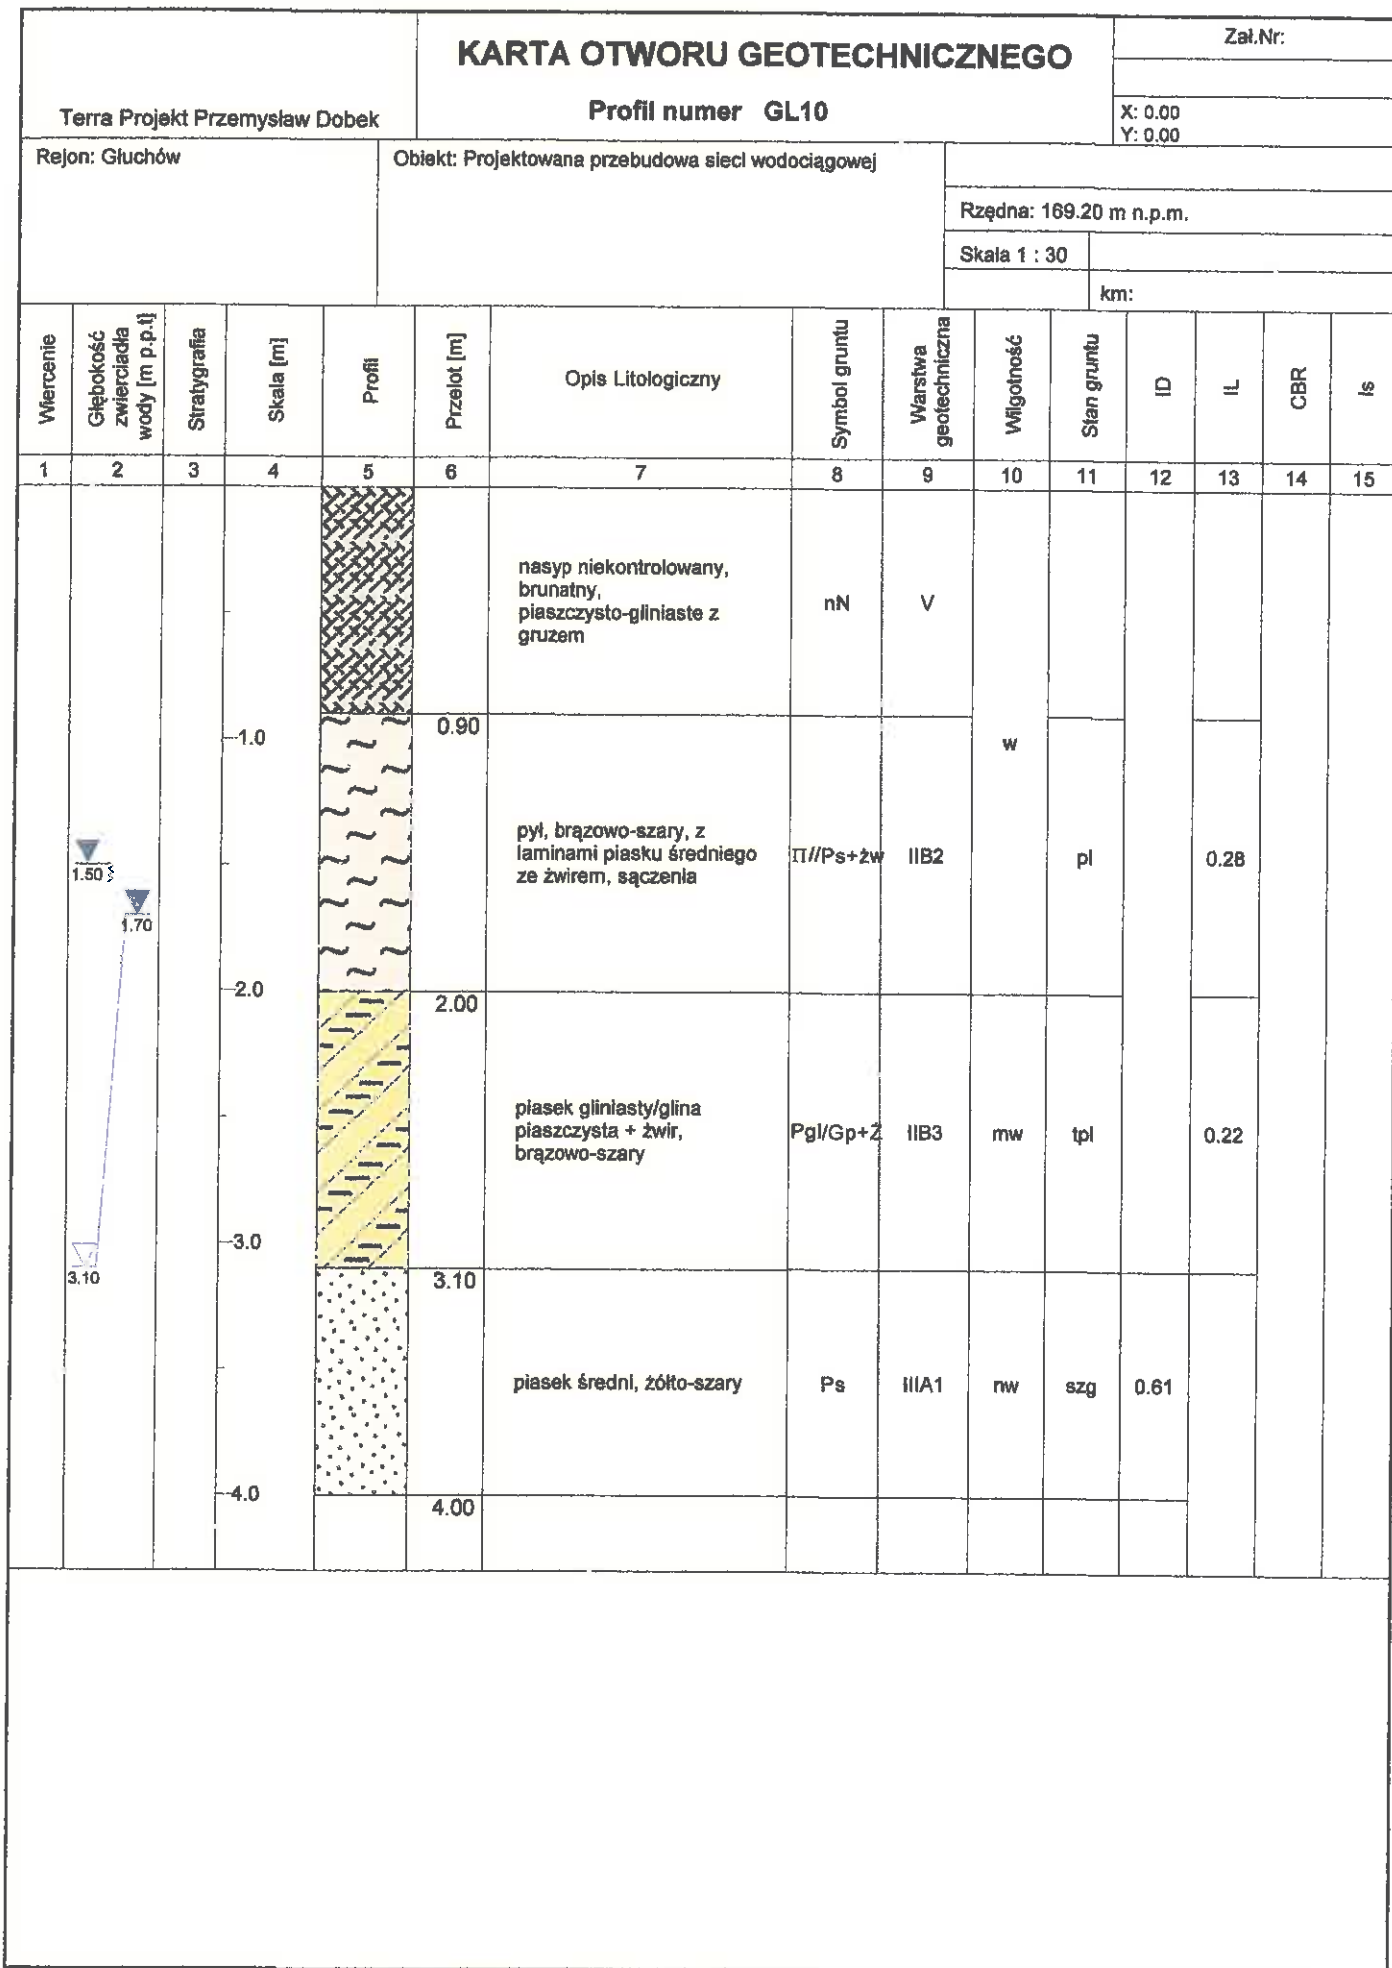 KARTA OTWORU GEOTECHNICZNEGO
Zał.Nr:
Terra Projekt Przemysław Dobek
Profil numer GL10
X: 0.00
Y: 0.00
Rejon: Głuchów
Obiekt: Projektowana przebudowa sieci wodociągowej
Rzędna: 169.20 m n.p.m.
Skala 1 : 30
km:
Wiercenie
Głębokość
zwierciadła
wody [m p.p.t]
Stratygrafia
Skala [m]
Profil
Przelot [m]
Opis Litologiczny
Symbol gruntu
Warstwa
geotechniczna
Wilgotność
Stan gruntu
ID
IL
CBR
Is
1 2 3 4 5 6 7 8 9 10 11 12 13 14 15
nasyp niekontrolowany,
brunatny,
piaszczysto-gliniaste z
gruzem
nN V
0.90
1.0
w
pył, brązowo-szary, z
laminami piasku średniego
ze żwirem, sączenia
Π//Ps+żw IIB2 pl 0.28
1.50
1.70
2.0
2.00
piasek gliniasty/glina
piaszczysta + żwir,
brązowo-szary
Pgl/Gp+Ż IIB3 mw tpl 0.22
3.0
3.10
3.10
piasek średni, żółto-szary
Ps IIIA1 nw szg 0.61
4.0
4.00